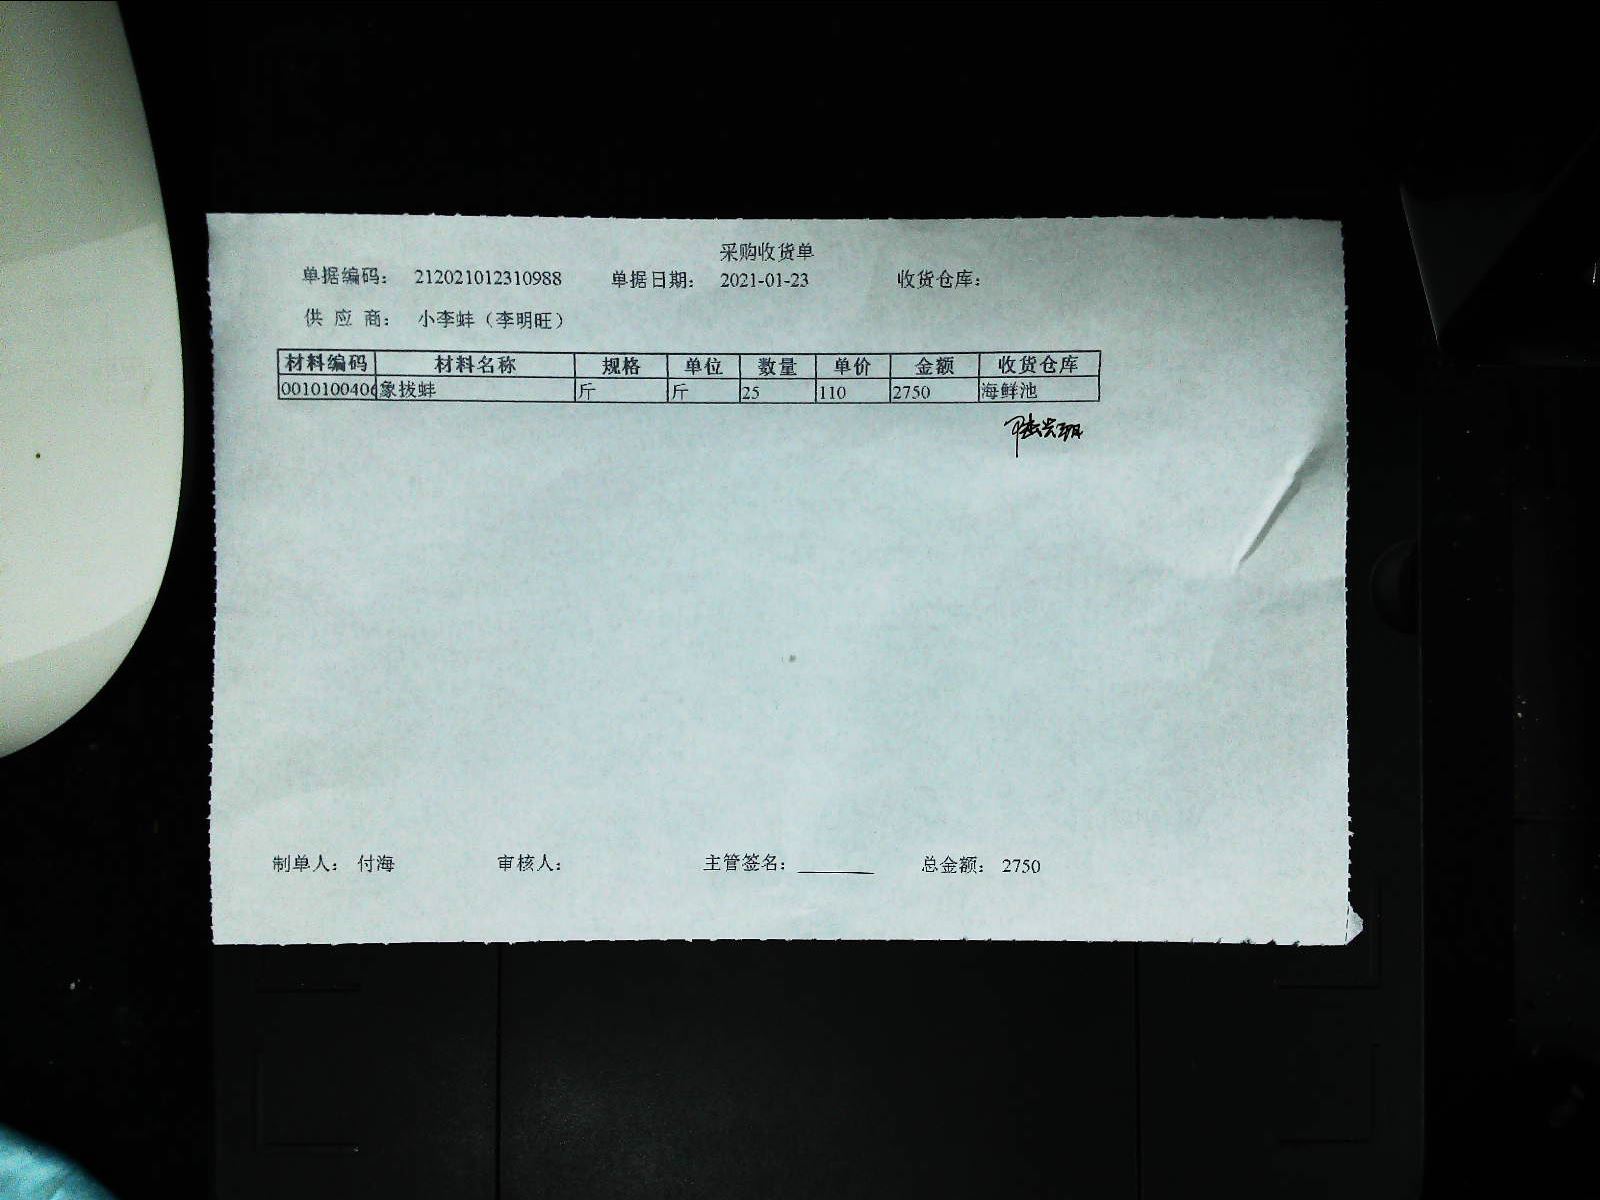 采购收货单
单据编码： 212021012310988 单据日期： 2021-01-23 收货仓库：
供 应 商： 小李蚌（李明旺）
材料编码 材料名称 规格 单位 数量 单价 金额 收货仓库
0010100406 象拔蚌 斤 斤 25 110 2750 海鲜池
制单人： 付海 审核人： 主管签名： 总金额： 2750